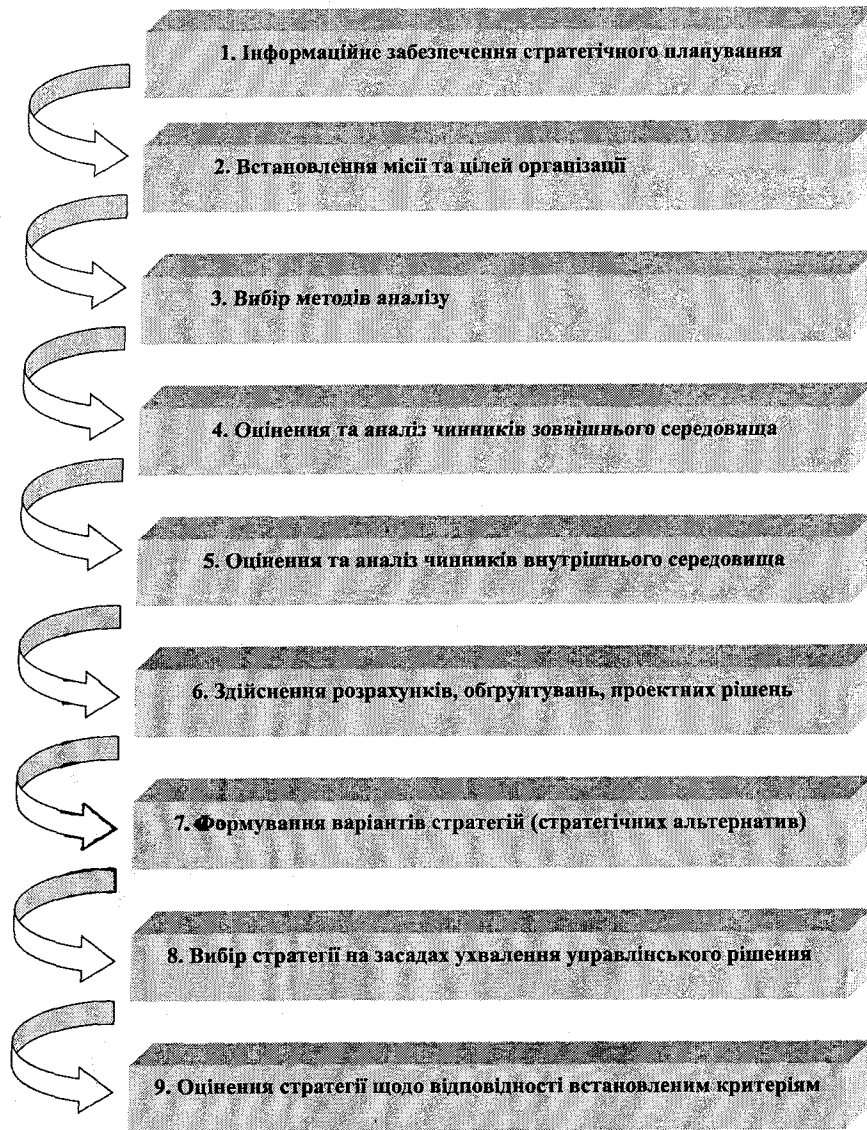 1. Інформаційне забезпечення стратегічного планування
2. Встановлення місії та цілей організації
3. Вибір методів аналізу
4. Оцінення та аналіз чинників зовнішнього середовища
5. Оцінення та аналіз чинників внутрішнього середовища
6. Здійснення розрахунків, обґрунтувань, проектних рішень
7. Формування варіантів стратегій (стратегічних альтернатив)
8. Вибір стратегії на засадах ухвалення управлінського рішення
9. Оцінення стратегії щодо відповідності встановленим критеріям